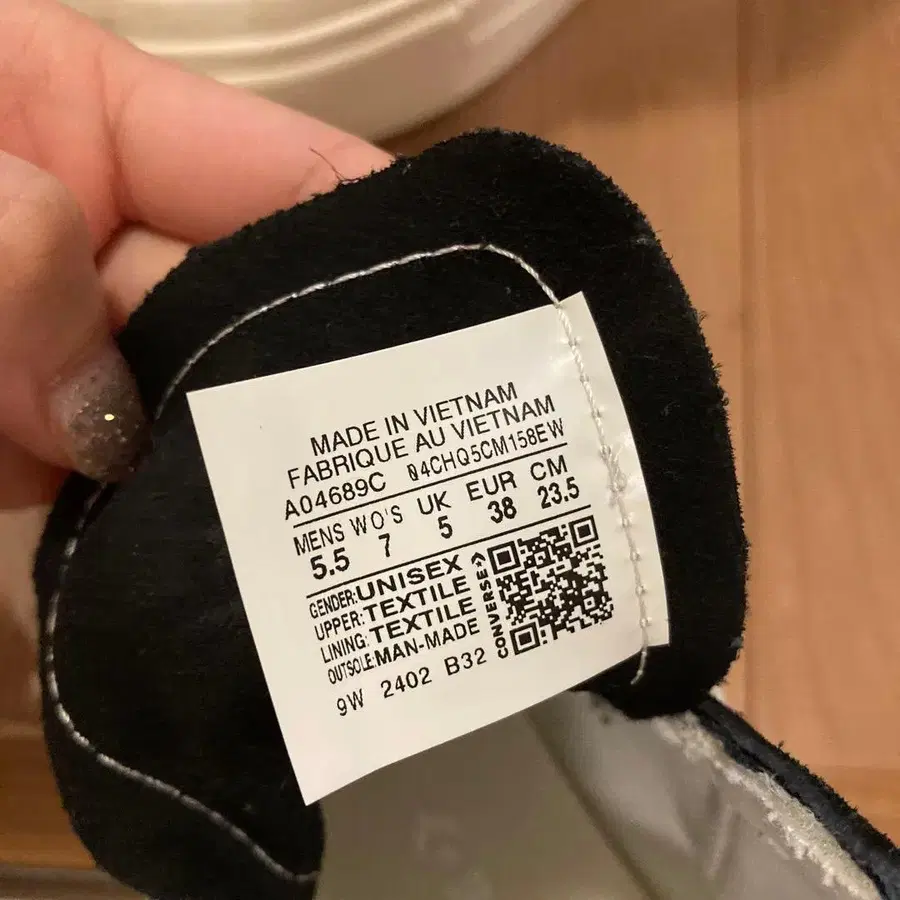 MADE IN VIETNAM
FABRIQUE AU VIETNAM
A04689C 04CHQ5CM158EW
MENS WO'S UK EUR CM
5.5 7 5 38 23.5
GENDER: UNISEX
UPPER: TEXTILE
LINING: TEXTILE
OUTSOLE: MAN-MADE
CONVERSE
9W 2402 B32